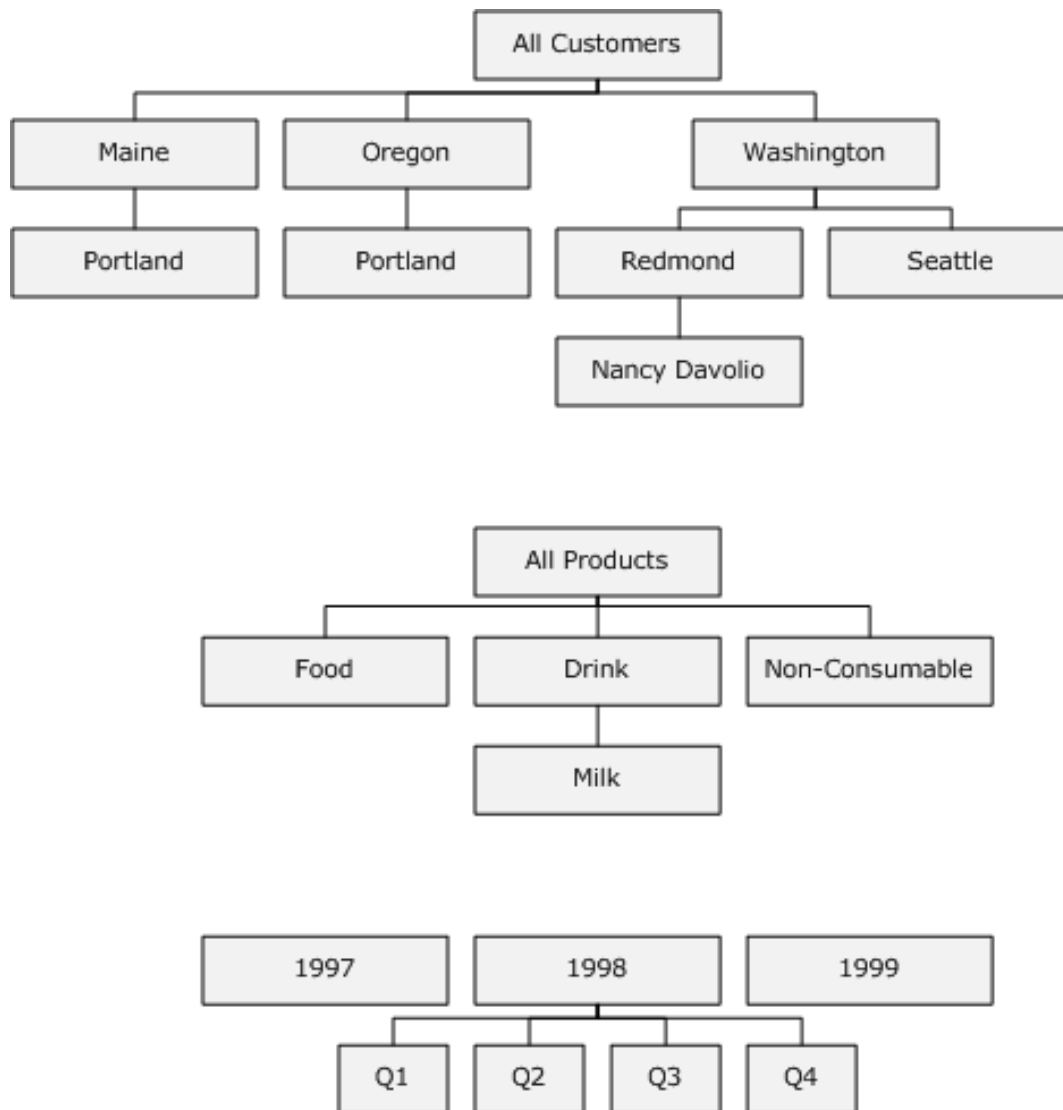 All Customers
Maine
Oregon
Washington
Portland
Portland
Redmond
Seattle
Nancy Davolio
All Products
Food
Drink
Non-Consumable
Milk
1997
1998
1999
Q1
Q2
Q3
Q4